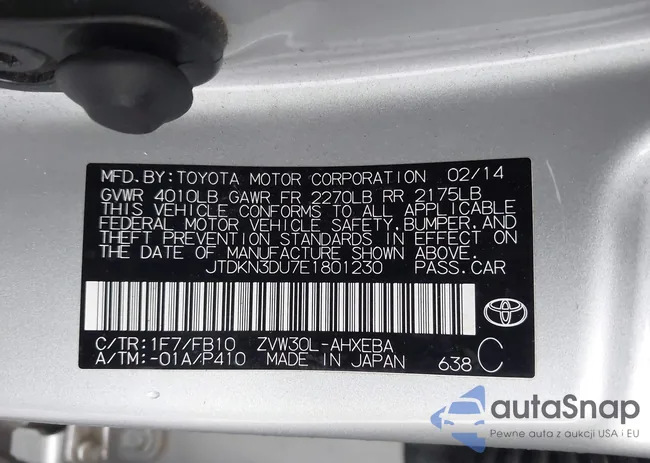 MFD.BY:TOYOTA MOTOR CORPORATION 02/14
GVWR 4010LB GAWR FR 2270LB RR 2175LB
THIS VEHICLE CONFORMS TO ALL APPLICABLE
FEDERAL MOTOR VEHICLE SAFETY,BUMPER,AND
THEFT PREVENTION STANDARDS IN EFFECT ON
THE DATE OF MANUFACTURE SHOWN ABOVE.
JTDKN3DU7E1801230 PASS.CAR
C/TR:1F7/FB10 ZVW30L-AHXEBA
A/TM:-01A/P410 MADE IN JAPAN 638 C
autaSnap
Pewne auta z aukcji USA i EU